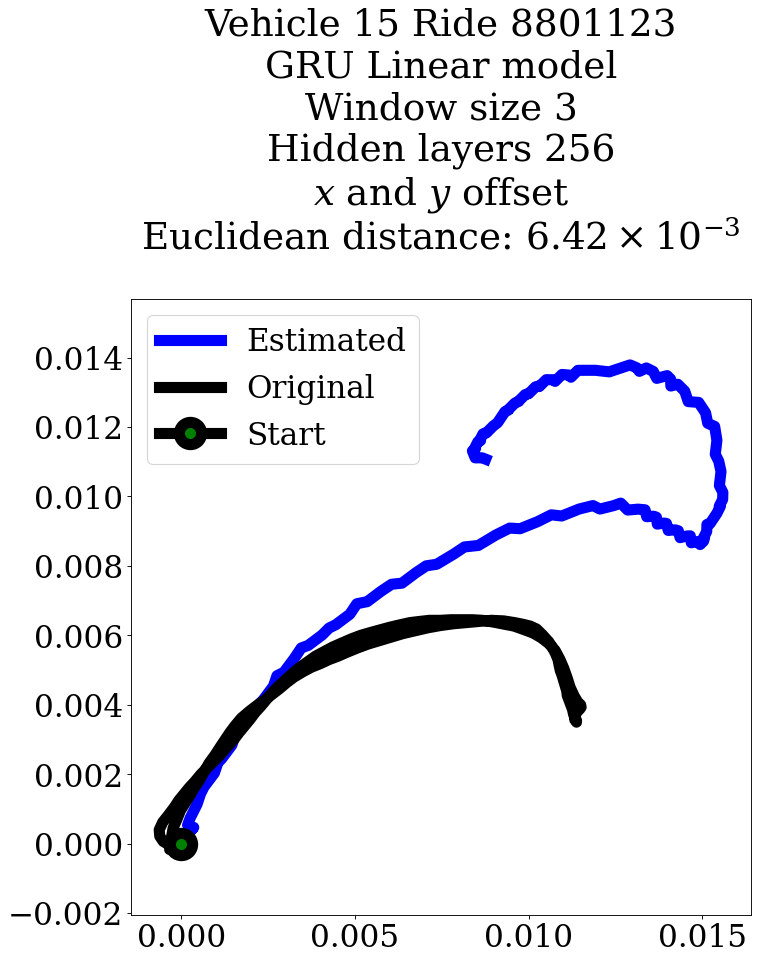 Vehicle 15 Ride 8801123
GRU Linear model
Window size 3
Hidden layers 256
x and y offset
Euclidean distance: 6.42 × 10⁻³
Estimated
Original
Start
0.014
0.012
0.010
0.008
0.006
0.004
0.002
0.000
−0.002
0.000 0.005 0.010 0.015